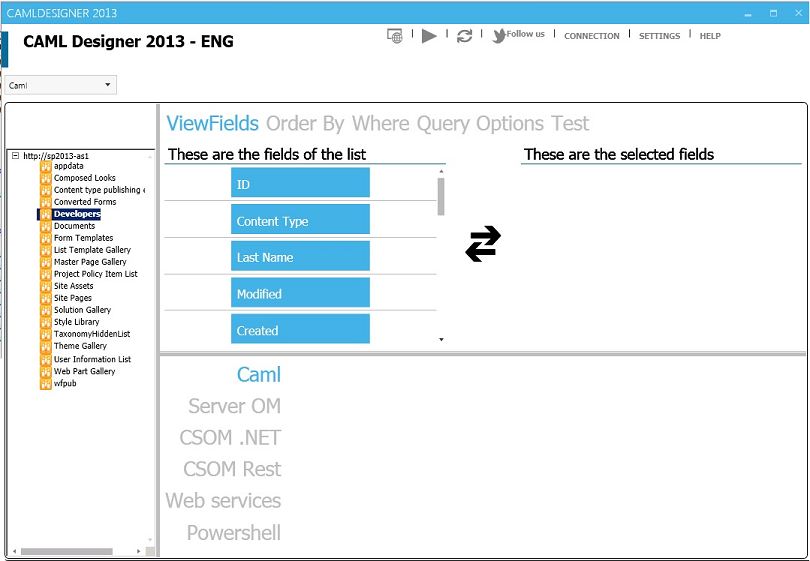 CAMLDESIGNER 2013
CAML Designer 2013 - ENG
Follow us
CONNECTION
SETTINGS
HELP
Caml
ViewFields Order By Where Query Options Test
These are the fields of the list
These are the selected fields
http://sp2013-as1
appdata
Composed Looks
Content type publishing
Converted Forms
Developers
Documents
Form Templates
List Template Gallery
Master Page Gallery
Project Policy Item List
Site Assets
Site Pages
Solution Gallery
Style Library
TaxonomyHiddenList
Theme Gallery
User Information List
Web Part Gallery
wfpub
ID
Content Type
Last Name
Modified
Created
Caml
Server OM
CSOM .NET
CSOM Rest
Web services
Powershell